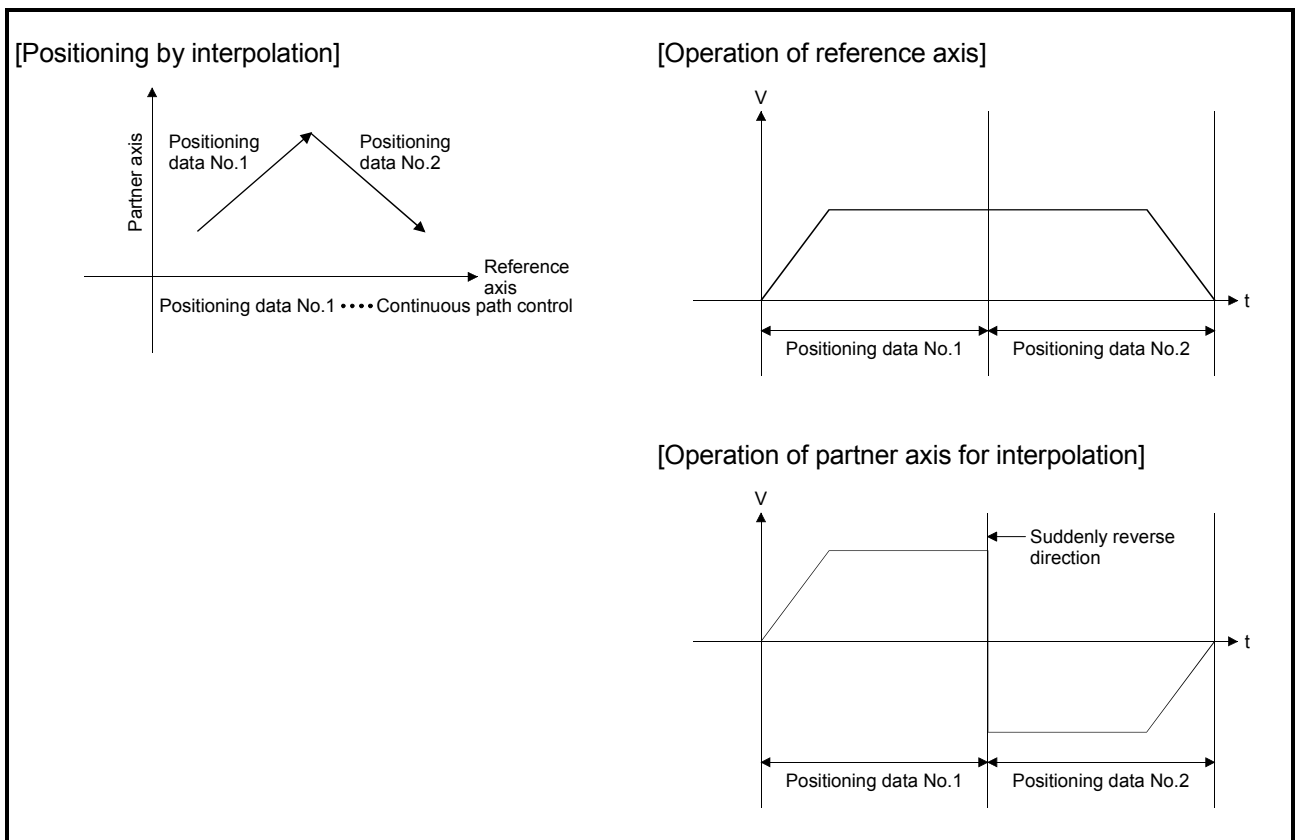 [Positioning by interpolation]
Partner axis
Positioning
data No.1
Positioning
data No.2
Reference
axis
Positioning data No.1 •••• Continuous path control
[Operation of reference axis]
V
t
Positioning data No.1
Positioning data No.2
[Operation of partner axis for interpolation]
V
Suddenly reverse
direction
t
Positioning data No.1
Positioning data No.2